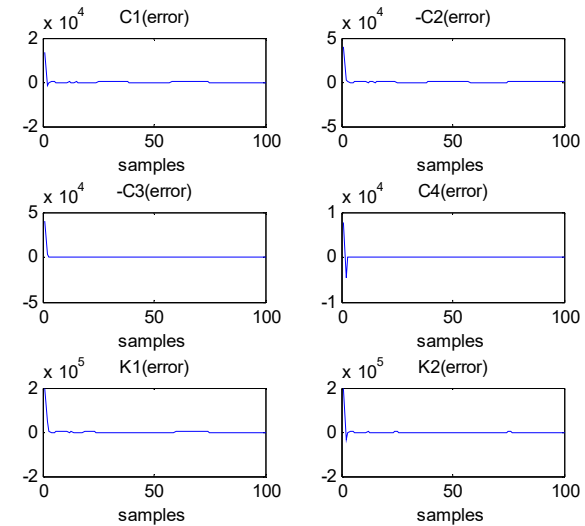 x 10^4 C1(error)
2
0
-2
0 50 100
samples
x 10^4 -C2(error)
5
0
-5
0 50 100
samples
x 10^4 -C3(error)
5
0
-5
0 50 100
samples
x 10^4 C4(error)
1
0
-1
0 50 100
samples
x 10^5 K1(error)
2
0
-2
0 50 100
samples
x 10^5 K2(error)
2
0
-2
0 50 100
samples